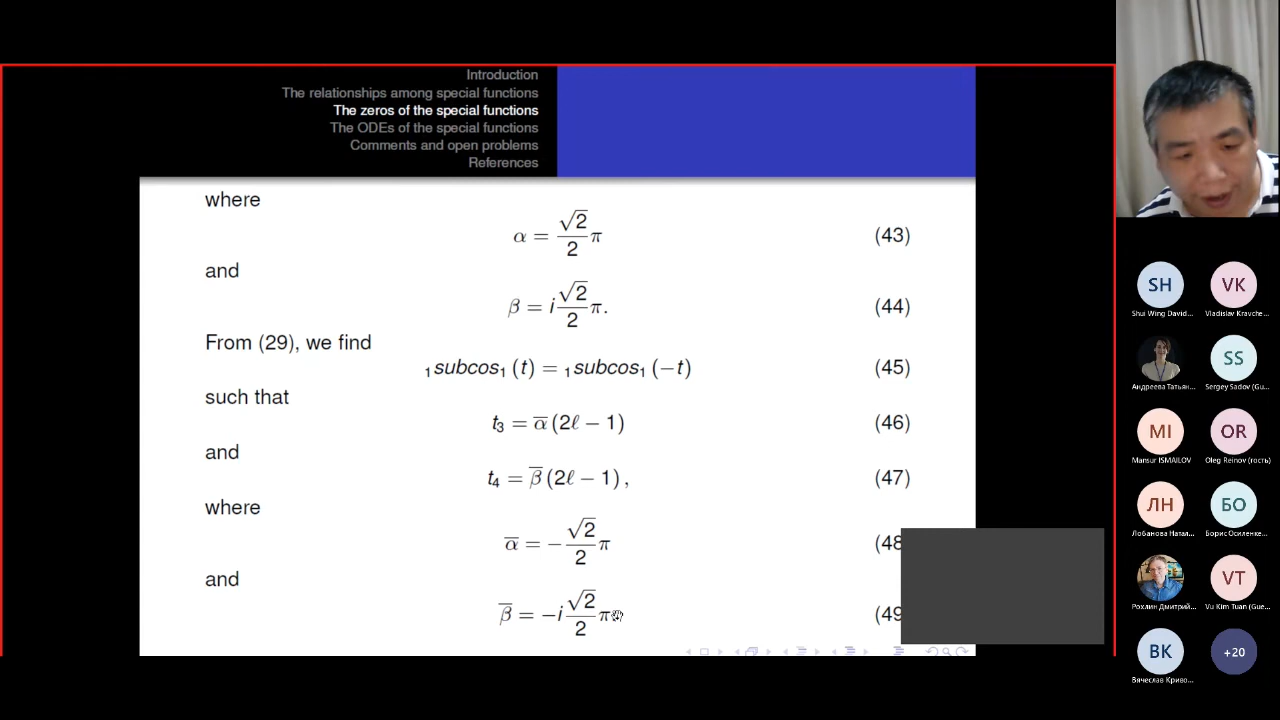 Introduction
The relationships among special functions
The zeros of the special functions
The ODEs of the special functions
Comments and open problems
References
where
α = √2/2 π (43)
and
β = i √2/2 π. (44)
From (29), we find
₁subcos₁ (t) = ₁subcos₁ (−t) (45)
such that
t₃ = α̅ (2ℓ − 1) (46)
and
t₄ = β̅ (2ℓ − 1) , (47)
where
α̅ = − √2/2 π (48
and
β̅ = −i √2/2 π (49
SH VK
Shui Wing David... Vladislav Kravche...
SS
Андреева Татьян... Sergey Sadov (Gu...
MI OR
Mansur ISMAILOV Oleg Reinov (гость)
ЛН БО
Лобанова Натал... Борис Осиленке...
VT
Рохлин Дмитрий... Vu Kim Tuan (Gue...
ВК +20
Вячеслав Криво...